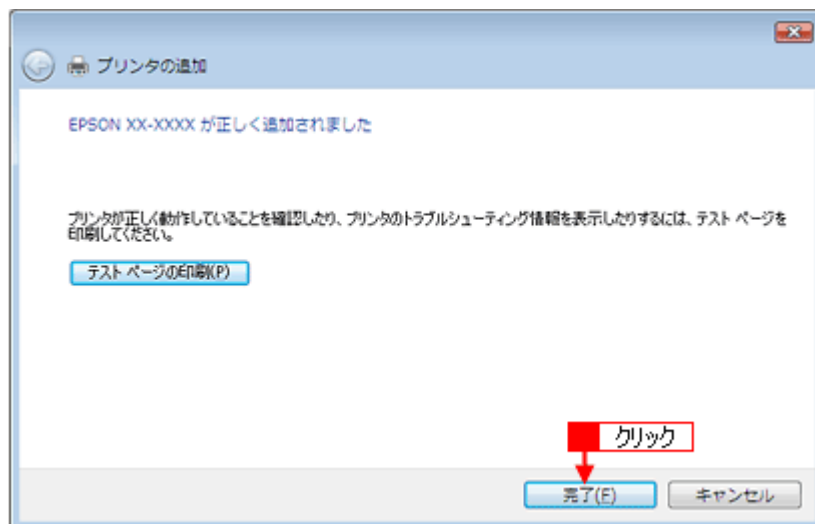 プリンタの追加
EPSON XX-XXXX が正しく追加されました
プリンタが正しく動作していることを確認したり、プリンタのトラブルシューティング情報を表示したりするには、テスト ページを
印刷してください。
テスト ページの印刷(P)
クリック
完了(F)
キャンセル